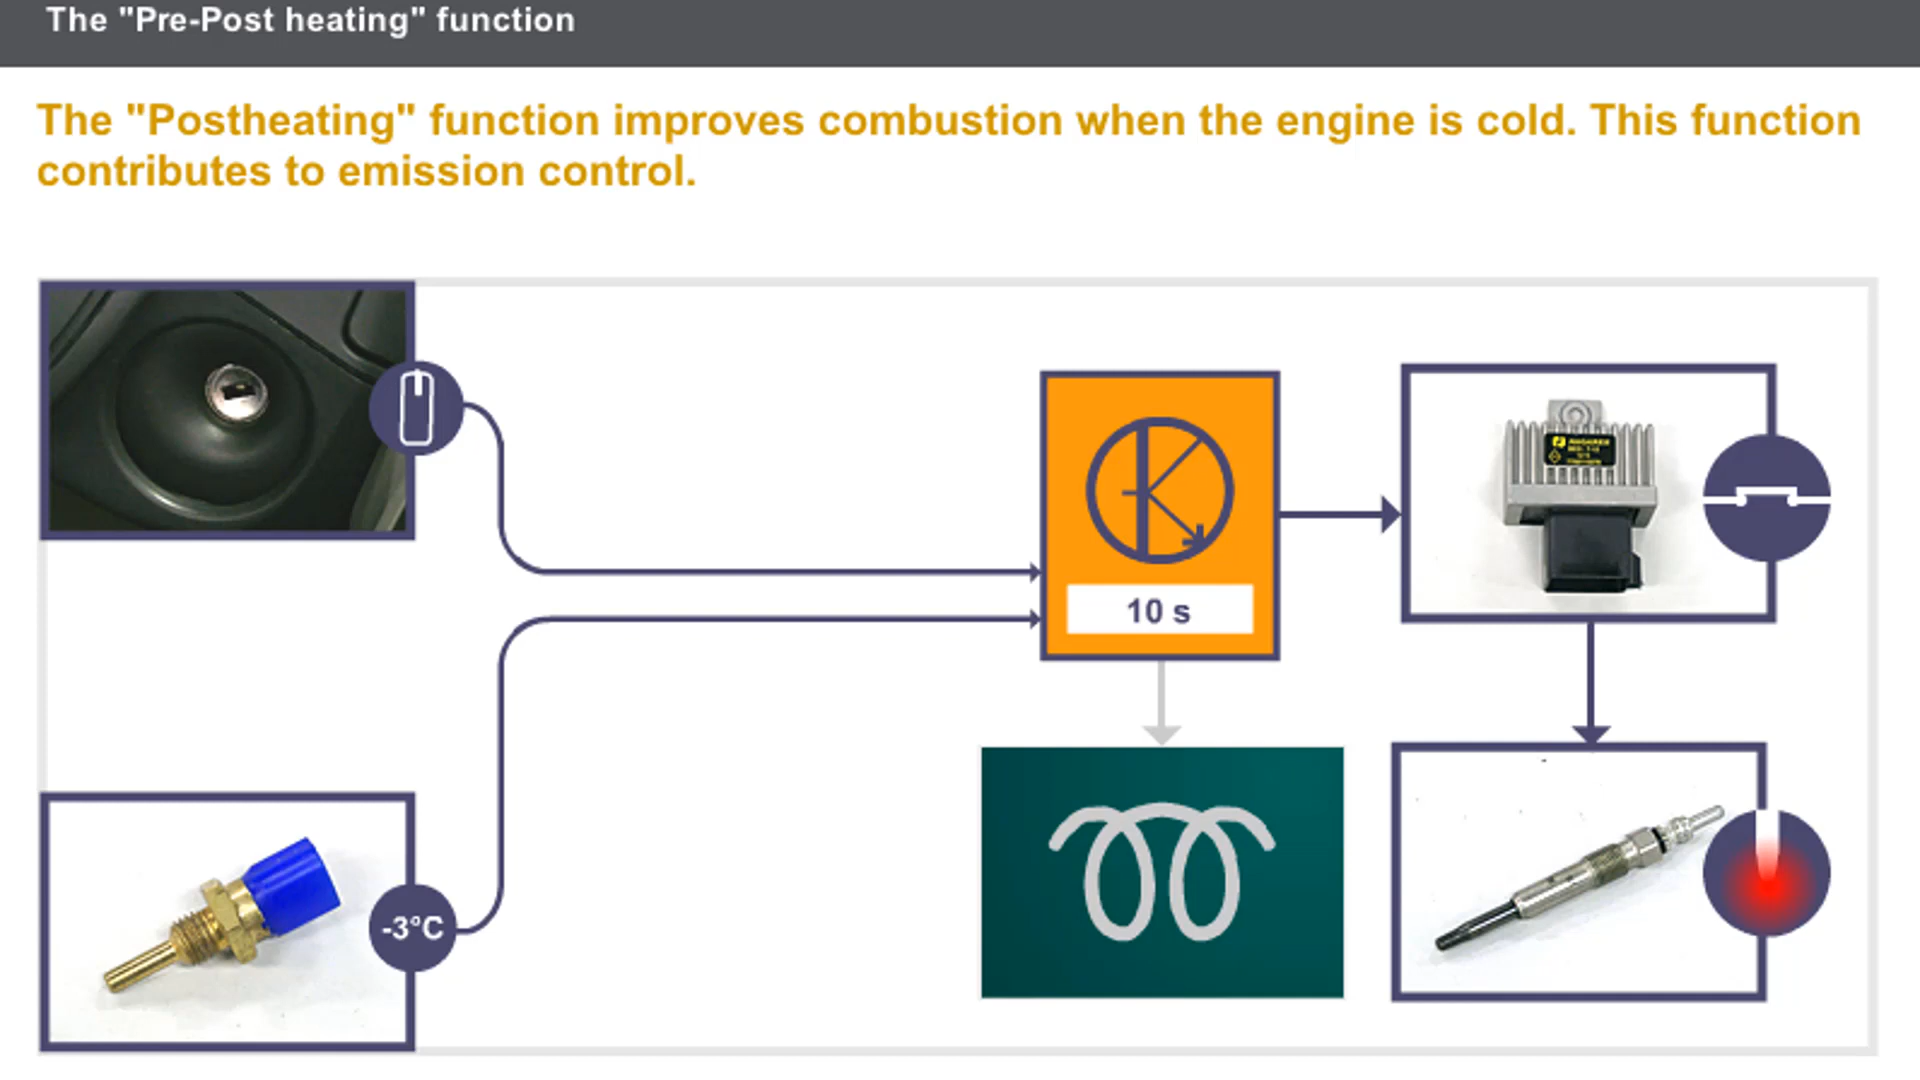 The "Pre-Post heating" function
The "Postheating" function improves combustion when the engine is cold. This function
contributes to emission control.
10 s
-3°C